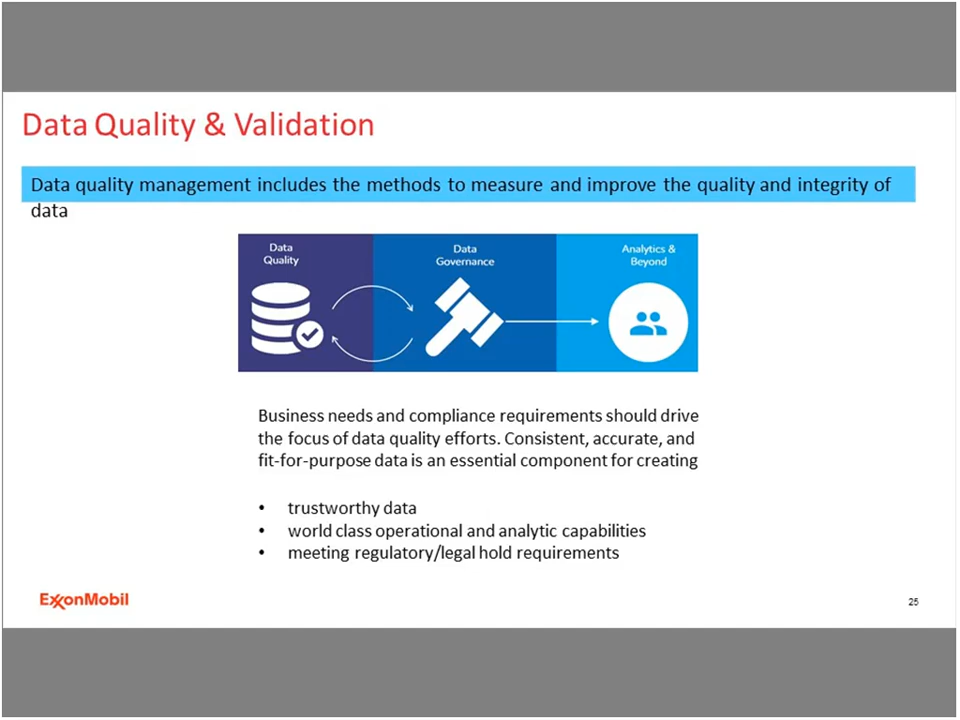 Data Quality & Validation
Data quality management includes the methods to measure and improve the quality and integrity of
data
Data
Quality
Data
Governance
Analytics &
Beyond
Business needs and compliance requirements should drive
the focus of data quality efforts. Consistent, accurate, and
fit-for-purpose data is an essential component for creating
• trustworthy data
• world class operational and analytic capabilities
• meeting regulatory/legal hold requirements
ExxonMobil
25